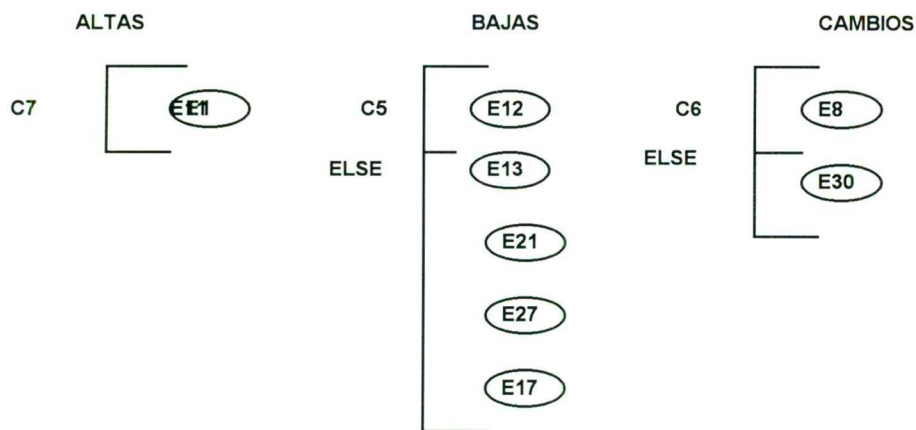 ALTAS BAJAS CAMBIOS
C7 C5 E12 C6 E8
ELSE E13 ELSE E30
E21
E27
E17